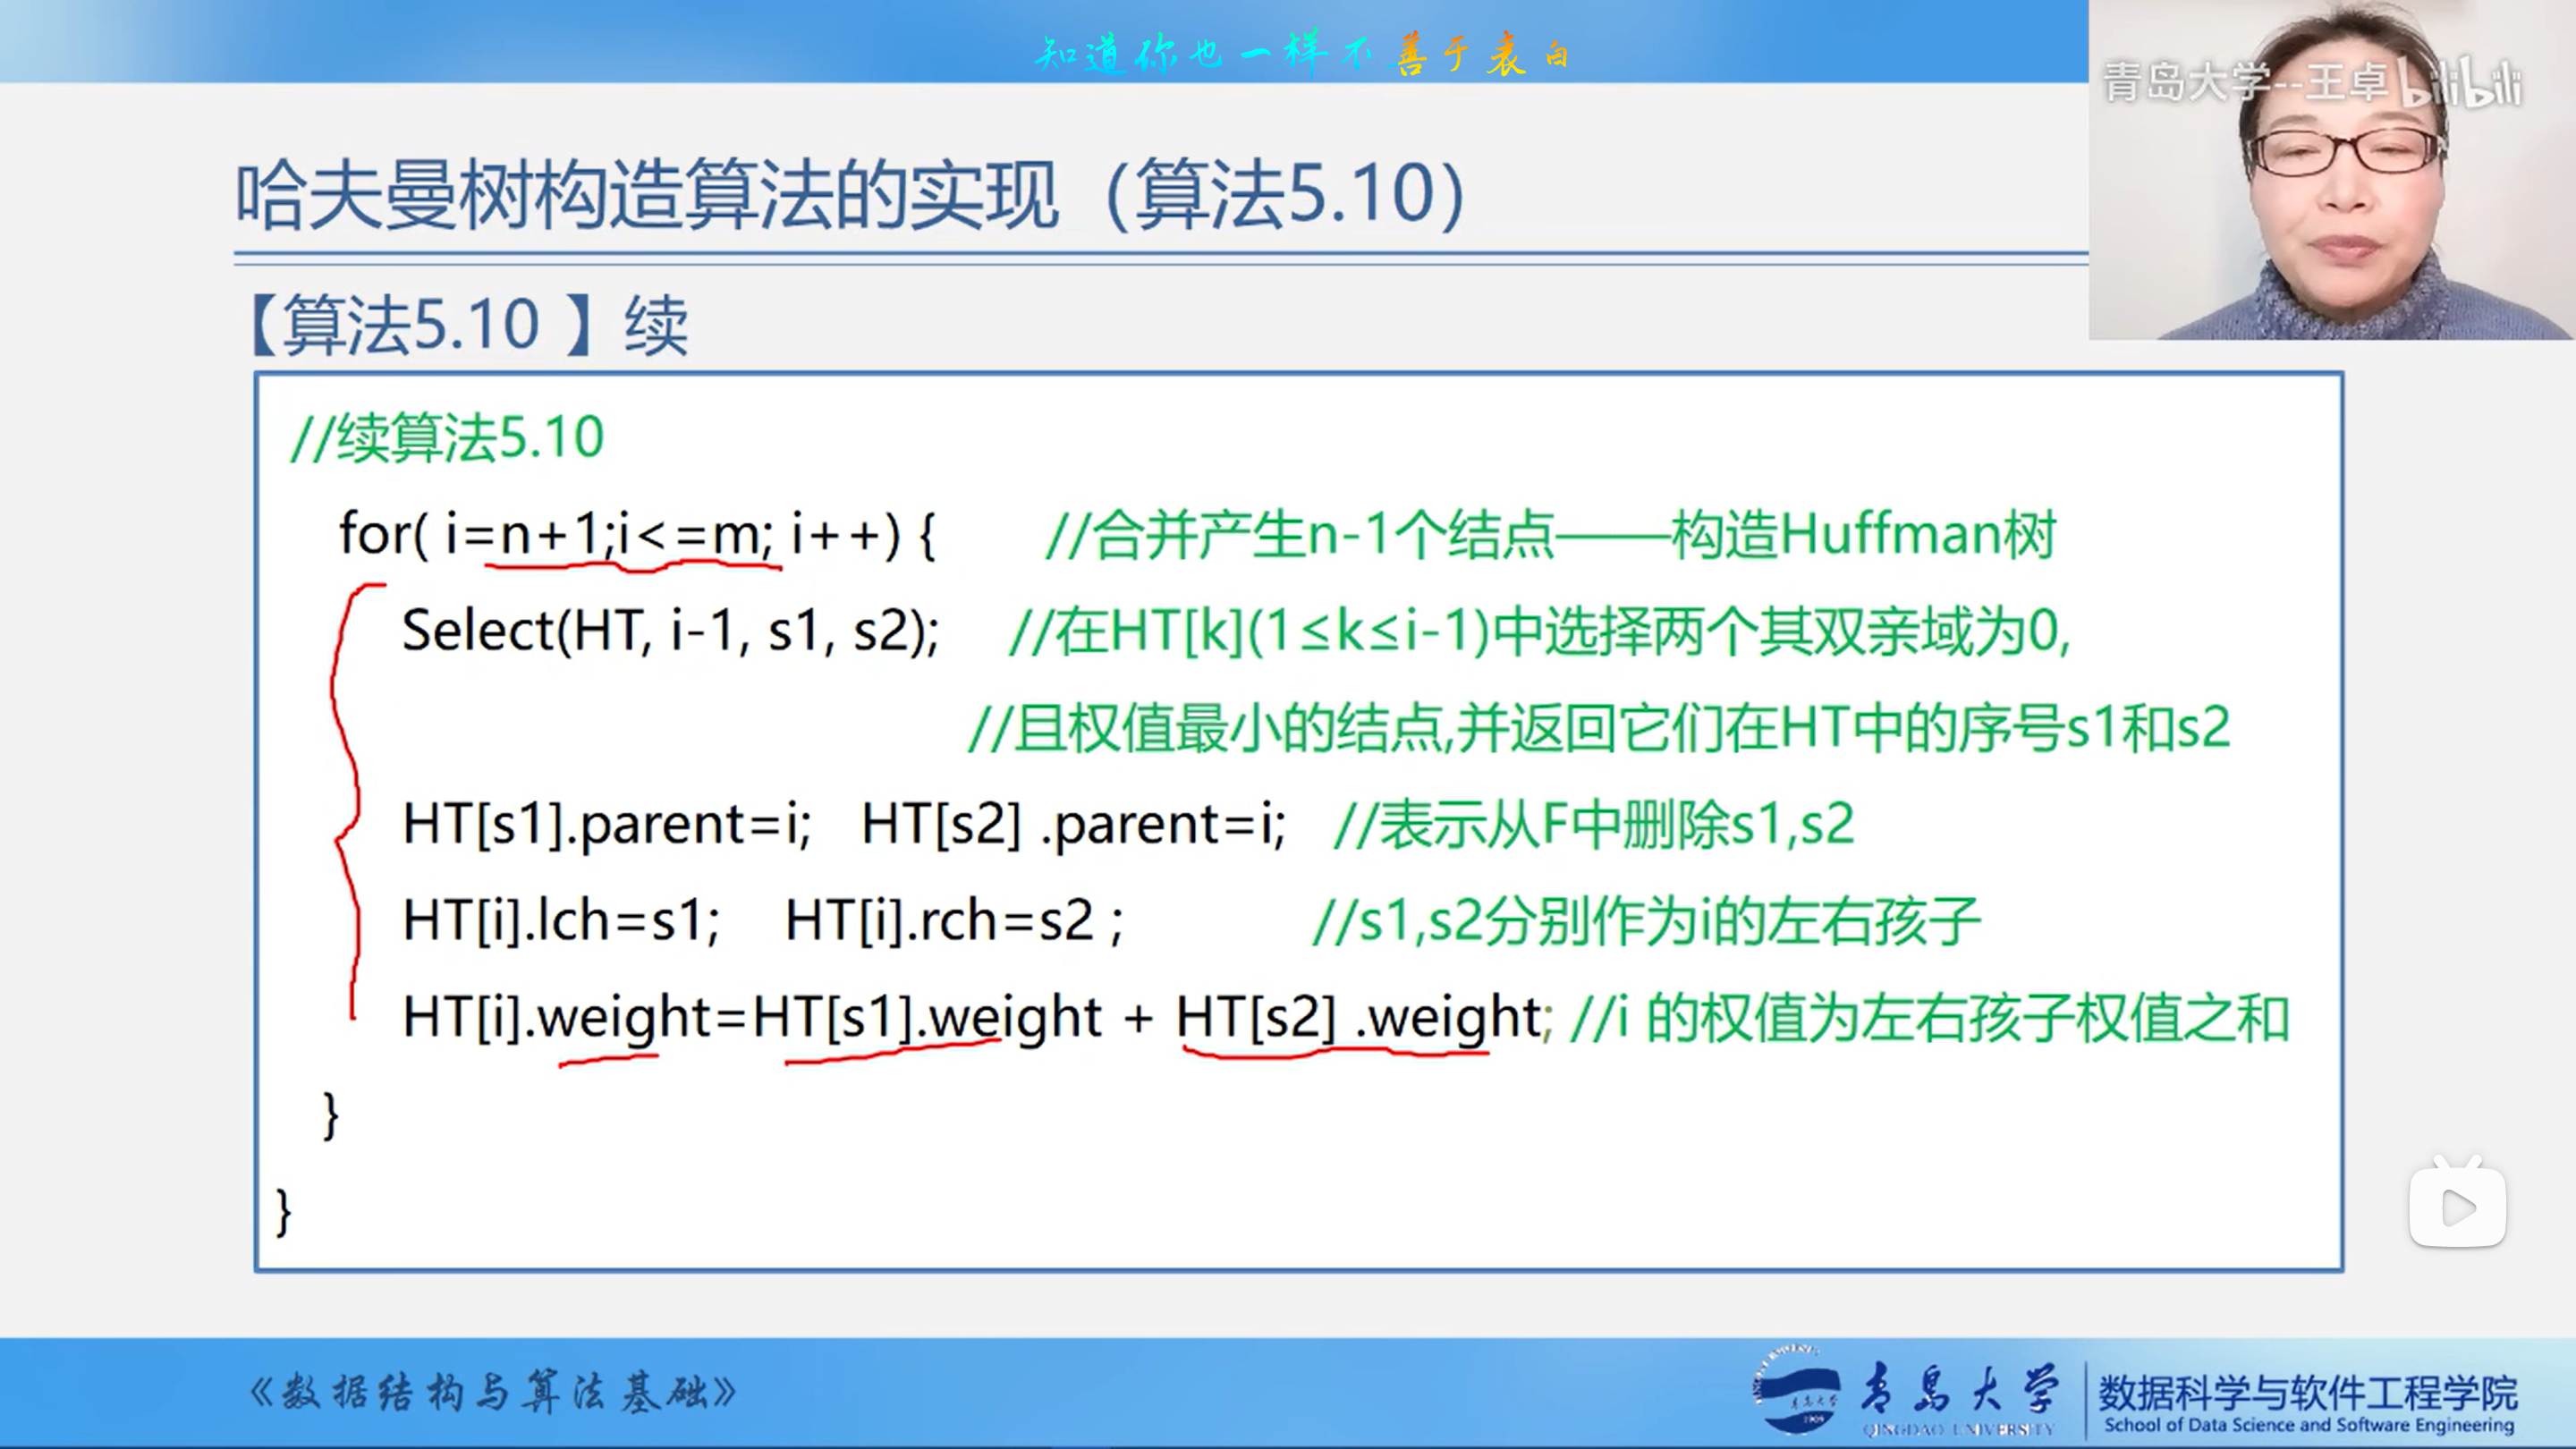 知道你也一样不善于表白
青岛大学--王卓 bilibili
哈夫曼树构造算法的实现（算法5.10）
【算法5.10 】续
//续算法5.10
for( i=n+1;i<=m; i++) { //合并产生n-1个结点——构造Huffman树
Select(HT, i-1, s1, s2); //在HT[k](1≤k≤i-1)中选择两个其双亲域为0,
//且权值最小的结点,并返回它们在HT中的序号s1和s2
HT[s1].parent=i; HT[s2] .parent=i; //表示从F中删除s1,s2
HT[i].lch=s1; HT[i].rch=s2 ; //s1,s2分别作为i的左右孩子
HT[i].weight=HT[s1].weight + HT[s2] .weight; //i 的权值为左右孩子权值之和
}
}
《数据结构与算法基础》
青岛大学
QINGDAO UNIVERSITY
数据科学与软件工程学院
School of Data Science and Software Engineering